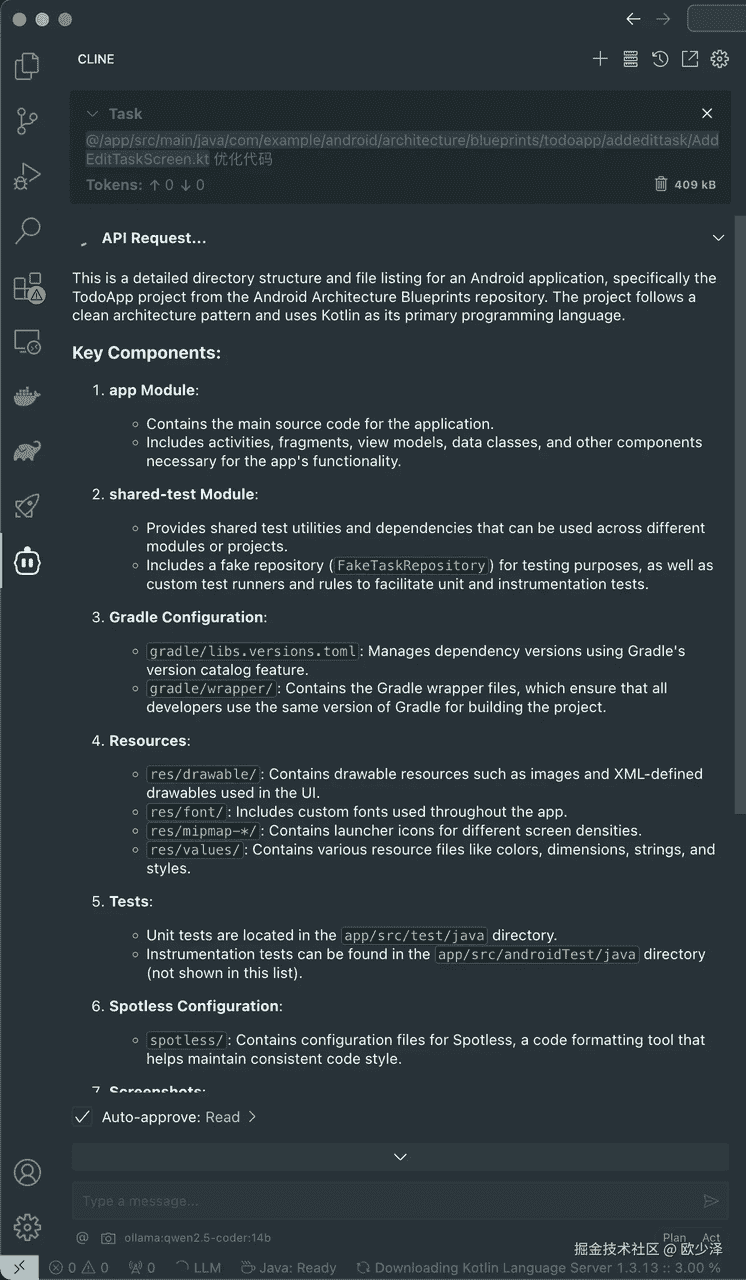 CLINE
Task
@/app/src/main/java/com/example/android/architecture/blueprints/todoapp/addedittask/Add
EditTaskScreen.kt 优化代码
Tokens: ↑ 0 ↓ 0 409 kB
API Request...
This is a detailed directory structure and file listing for an Android application, specifically the
TodoApp project from the Android Architecture Blueprints repository. The project follows a
clean architecture pattern and uses Kotlin as its primary programming language.
Key Components:
1. app Module:
◦ Contains the main source code for the application.
◦ Includes activities, fragments, view models, data classes, and other components
necessary for the app's functionality.
2. shared-test Module:
◦ Provides shared test utilities and dependencies that can be used across different
modules or projects.
◦ Includes a fake repository (FakeTaskRepository) for testing purposes, as well as
custom test runners and rules to facilitate unit and instrumentation tests.
3. Gradle Configuration:
◦ gradle/libs.versions.toml: Manages dependency versions using Gradle's
version catalog feature.
◦ gradle/wrapper/: Contains the Gradle wrapper files, which ensure that all
developers use the same version of Gradle for building the project.
4. Resources:
◦ res/drawable/: Contains drawable resources such as images and XML-defined
drawables used in the UI.
◦ res/font/: Includes custom fonts used throughout the app.
◦ res/mipmap-*/: Contains launcher icons for different screen densities.
◦ res/values/: Contains various resource files like colors, dimensions, strings, and
styles.
5. Tests:
◦ Unit tests are located in the app/src/test/java directory.
◦ Instrumentation tests can be found in the app/src/androidTest/java directory
(not shown in this list).
6. Spotless Configuration:
◦ spotless/: Contains configuration files for Spotless, a code formatting tool that
helps maintain consistent code style.
7. Screenshots:
Auto-approve: Read
Type a message...
@ ollama:qwen2.5-coder:14b
Plan Act
掘金技术社区 @ 欧少泽
0 0 0 LLM Java: Ready Downloading Kotlin Language Server 1.3.13 :: 3.00 %